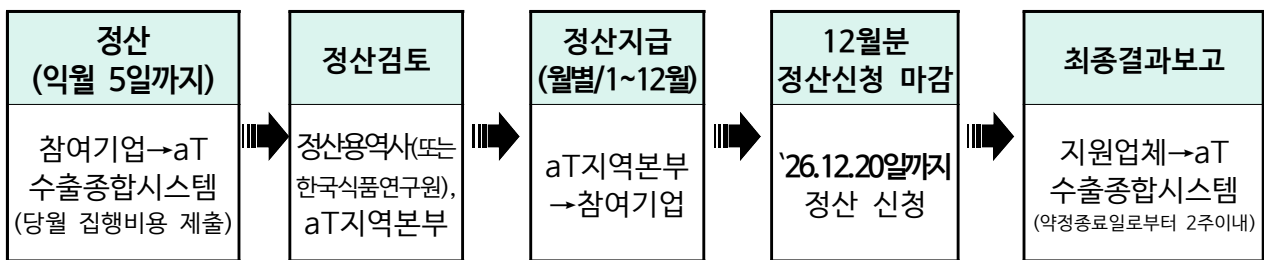 정산
(익월 5일까지)
참여기업→aT
수출종합시스템
(당월 집행비용 제출)
정산검토
정산용역사(또는
한국식품연구원),
aT지역본부
정산지급
(월별/1~12월)
aT지역본부
→참여기업
12월분
정산신청 마감
‵26.12.20일까지
정산 신청
최종결과보고
지원업체→aT
수출종합시스템
(약정종료일로부터 2주이내)